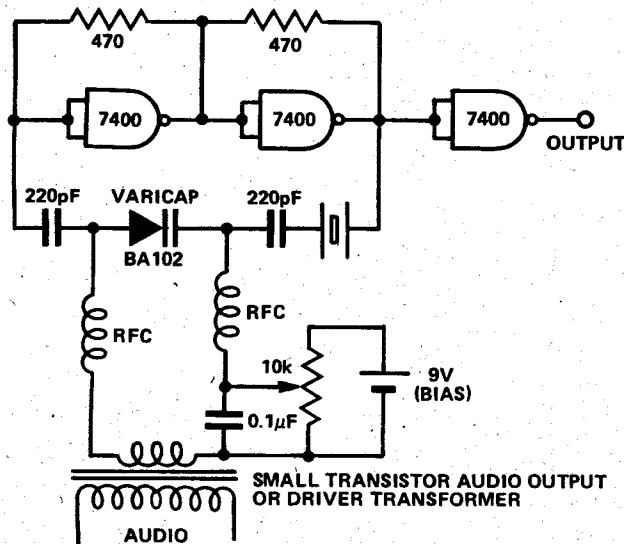 470
470
7400
7400
7400
OUTPUT
220pF
VARICAP
220pF
BA102
RFC
RFC
10k
9V
(BIAS)
0.1μF
SMALL TRANSISTOR AUDIO OUTPUT
OR DRIVER TRANSFORMER
AUDIO